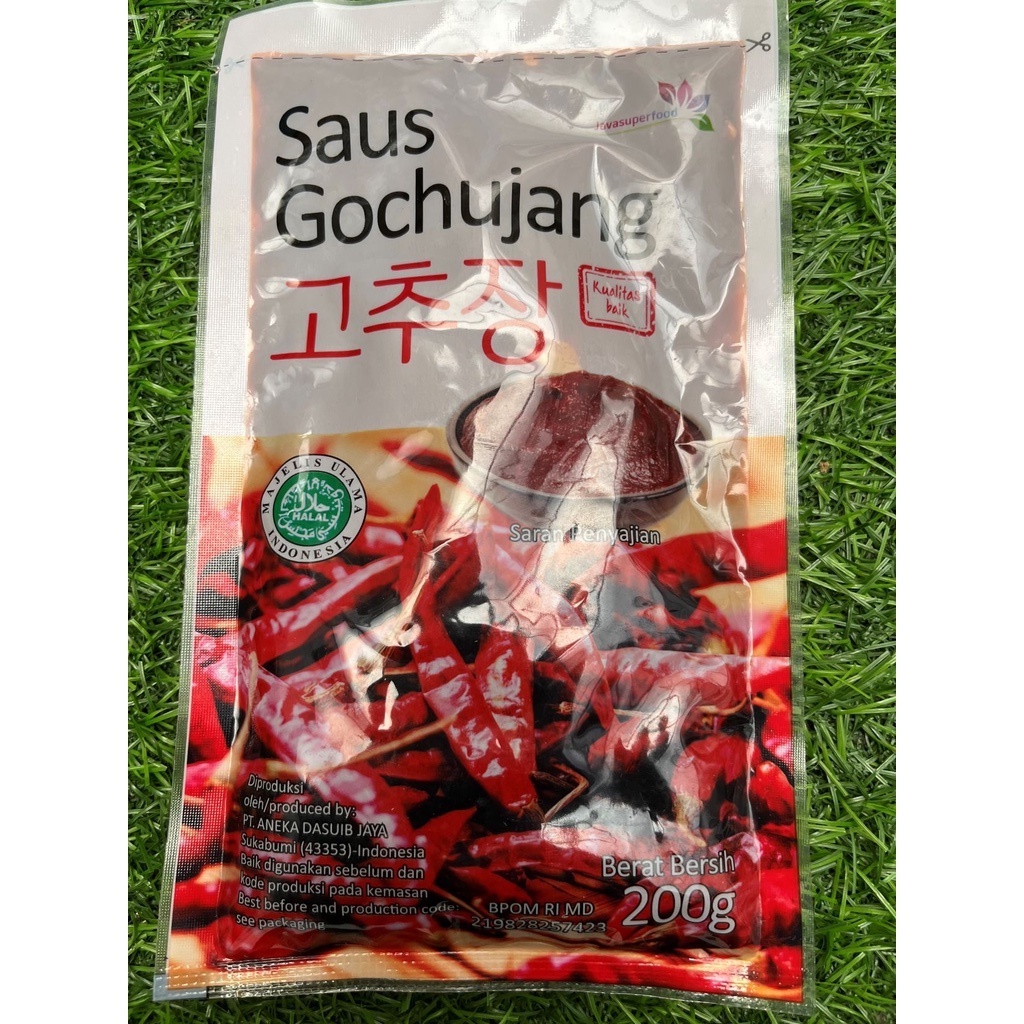 Saus
Gochujang
고추장
Javasuperfood
Kualitas
baik
MAJELIS ULAMA
INDONESIA
حلال
HALAL
Saran Penyajian
Diproduksi
oleh/produced by:
PT. ANEKA DASUIB JAYA
Sukabumi (43353)-Indonesia
Baik digunakan sebelum dan
kode produksi pada kemasan
Best before and production code:
see packaging
BPOM RI MD
219828257423
Berat Bersih
200g